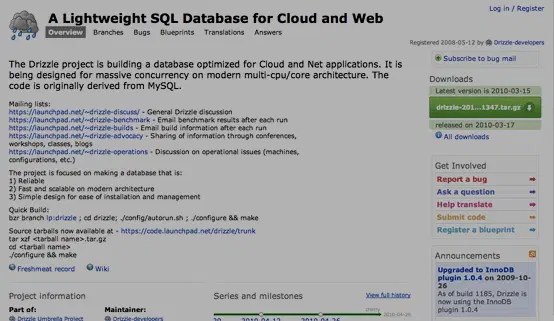 Log in / Register
A Lightweight SQL Database for Cloud and Web
Overview Branches Bugs Blueprints Translations Answers
Registered 2008-05-12 by Drizzle-developers
The Drizzle project is building a database optimized for Cloud and Net applications. It is
being designed for massive concurrency on modern multi-cpu/core architecture. The
code is originally derived from MySQL.
Mailing lists:
https://launchpad.net/~drizzle-discuss/ - General Drizzle discussion
https://launchpad.net/~drizzle-benchmark - Email benchmark results after each run
https://launchpad.net/~drizzle-builds - Email build information after each run
https://launchpad.net/~drizzle-advocacy - Sharing of information through conferences,
workshops, classes, blogs
https://launchpad.net/~drizzle-operations - Discussion on operational issues (machines,
configurations, etc.)
The project is focused on making a database that is:
1) Reliable
2) Fast and scalable on modern architecture
3) Simple design for ease of installation and management
Quick Build:
bzr branch lp:drizzle ; cd drizzle; ./config/autorun.sh ; ./configure && make
Source tarballs now available at - https://code.launchpad.net/drizzle/trunk
tar xzf <tarball name>.tar.gz
cd <tarball name>
./configure && make
Freshmeat record Wiki
Project information
Part of: Maintainer:
Drizzle Umbrella Project Drizzle-developers
Series and milestones View full history
2010-04-12 2010-04-26
Subscribe to bug mail
Downloads
Latest version is 2010-03-15
drizzle-201...1347.tar.gz
released on 2010-03-17
All downloads
Get Involved
Report a bug
Ask a question
Help translate
Submit code
Register a blueprint
Announcements
Upgraded to InnoDB
plugin 1.0.4 on 2009-10-
26
As of build 1185, Drizzle is
now using the InnoDB
plugin 1.0.4